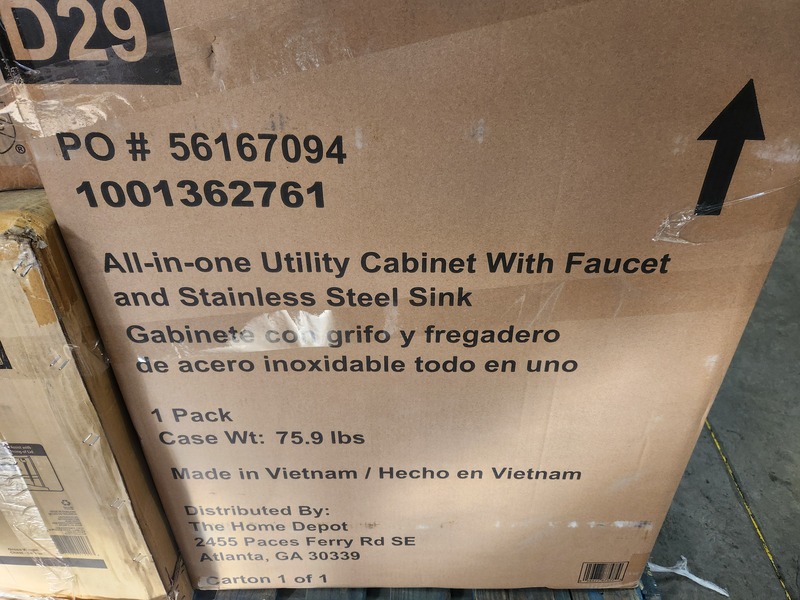 D29
PO # 56167094
1001362761
All-in-one Utility Cabinet With Faucet
and Stainless Steel Sink
Gabinete con grifo y fregadero
de acero inoxidable todo en uno
1 Pack
Case Wt: 75.9 lbs
Made in Vietnam / Hecho en Vietnam
Distributed By:
The Home Depot
2455 Paces Ferry Rd SE
Atlanta, GA 30339
Carton 1 of 1